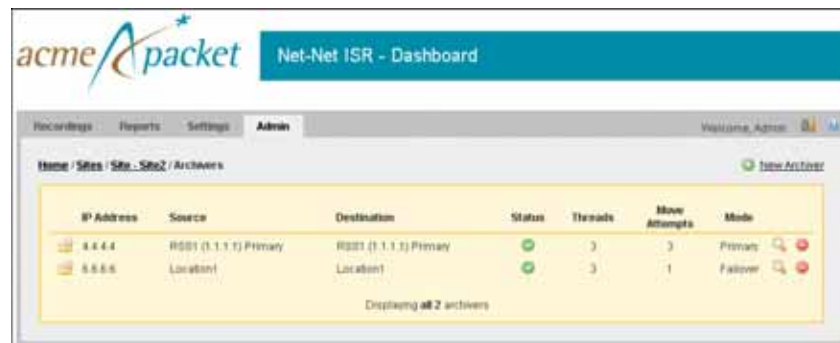 acme packet
Net-Net ISR - Dashboard
Recordings Reports Settings Admin Welcome, Admin
Home / Sites / Site - Site2 / Archivers New Archiver
IP Address Source Destination Status Threads Move Attempts Mode
4.4.4.4 RSS1 (1.1.1.1) Primary RSS1 (1.1.1.1) Primary 3 3 Primary
6.6.6.6 Location1 Location1 3 1 Failover
Displaying all 2 archivers